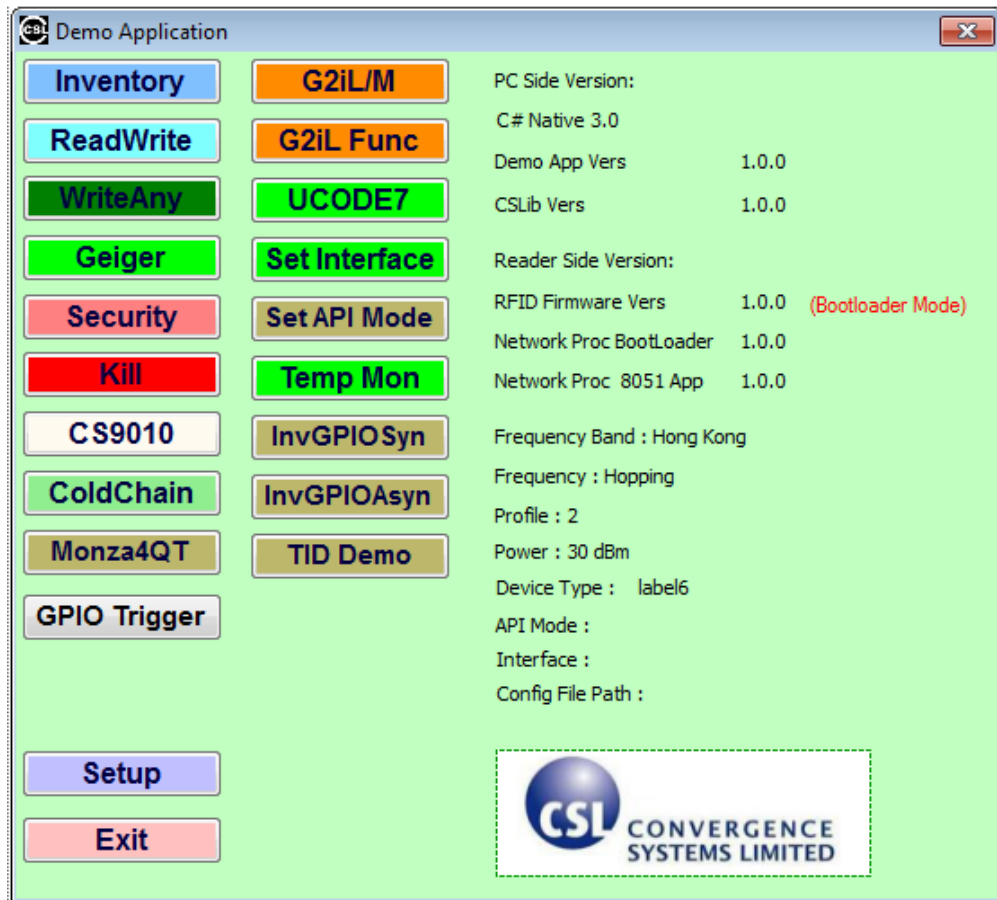 CSL Demo Application
Inventory
ReadWrite
WriteAny
Geiger
Security
Kill
CS9010
ColdChain
Monza4QT
GPIO Trigger
Setup
Exit
G2iL/M
G2iL Func
UCODE7
Set Interface
Set API Mode
Temp Mon
InvGPIOSyn
InvGPIOAsyn
TID Demo
PC Side Version:
C# Native 3.0
Demo App Vers 1.0.0
CSLib Vers 1.0.0
Reader Side Version:
RFID Firmware Vers 1.0.0 (Bootloader Mode)
Network Proc BootLoader 1.0.0
Network Proc 8051 App 1.0.0
Frequency Band : Hong Kong
Frequency : Hopping
Profile : 2
Power : 30 dBm
Device Type : label6
API Mode :
Interface :
Config File Path :
CSL CONVERGENCE
SYSTEMS LIMITED